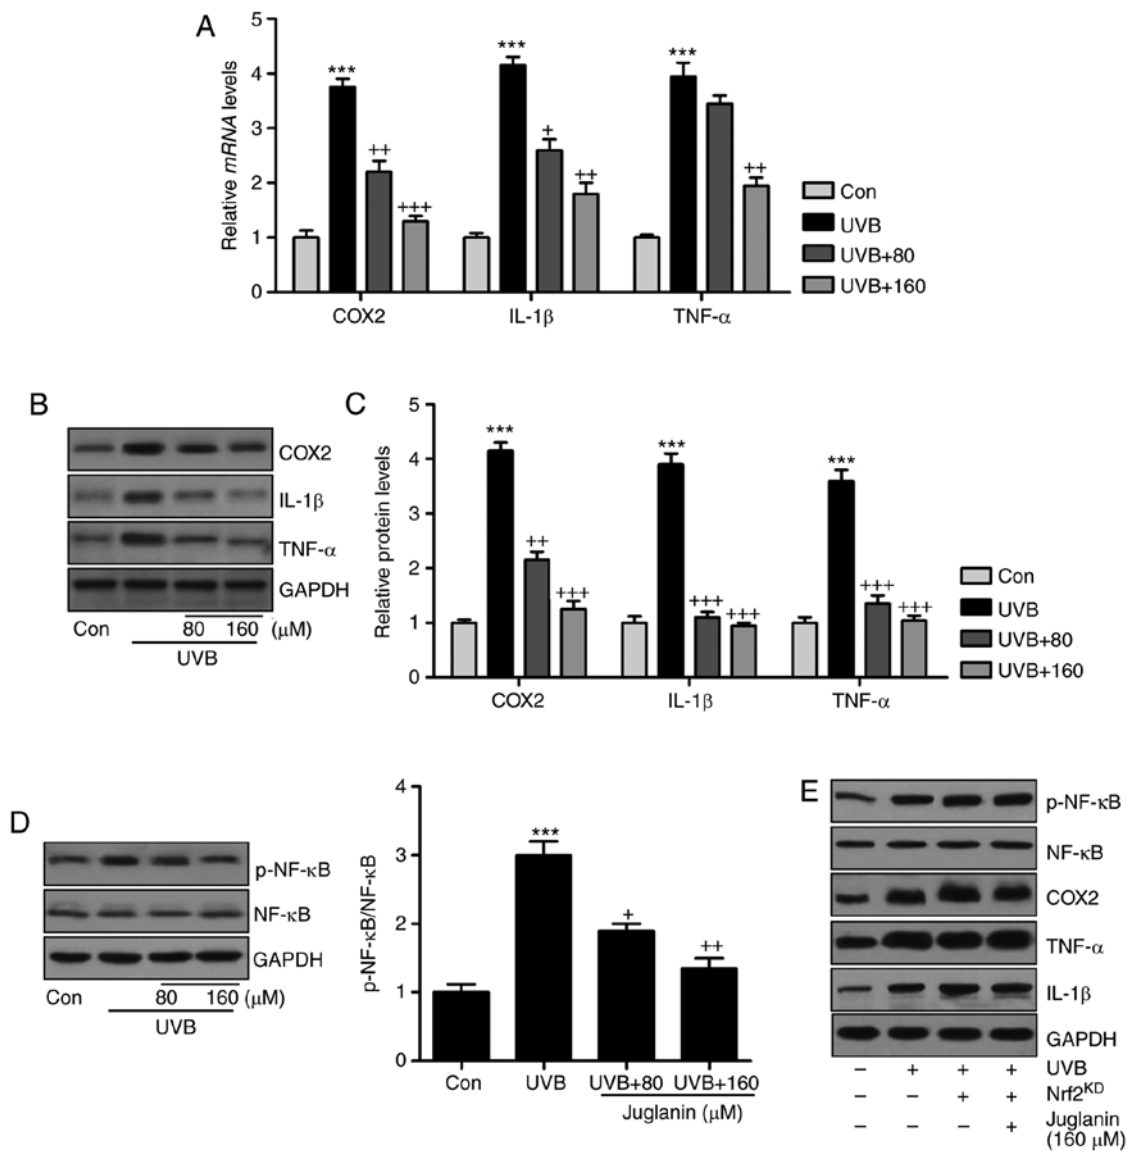 A
Relative mRNA levels
5
4
3
2
1
0
***
++
+++
***
+
++
***
++
COX2 IL-1β TNF-α
Con
UVB
UVB+80
UVB+160
B
COX2
IL-1β
TNF-α
GAPDH
Con 80 160 (μM)
UVB
C
Relative protein levels
5
4
3
2
1
0
***
++
+++
***
+++
+++
***
+++
+++
COX2 IL-1β TNF-α
Con
UVB
UVB+80
UVB+160
D
p-NF-κB
NF-κB
GAPDH
Con 80 160 (μM)
UVB
p-NF-κB/NF-κB
4
3
2
1
0
***
+
++
Con UVB UVB+80 UVB+160
Juglanin (μM)
E
p-NF-κB
NF-κB
COX2
TNF-α
IL-1β
GAPDH
− + + + UVB
− − + + Nrf2KD
− − − + Juglanin
(160 μM)